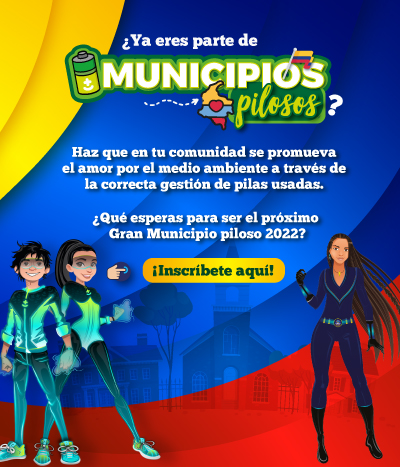 ¿Ya eres parte de
MUNICIPIOS
pilosos ?
Haz que en tu comunidad se promueva
el amor por el medio ambiente a través de
la correcta gestión de pilas usadas.
¿Qué esperas para ser el próximo
Gran Municipio piloso 2022?
¡Inscríbete aquí!